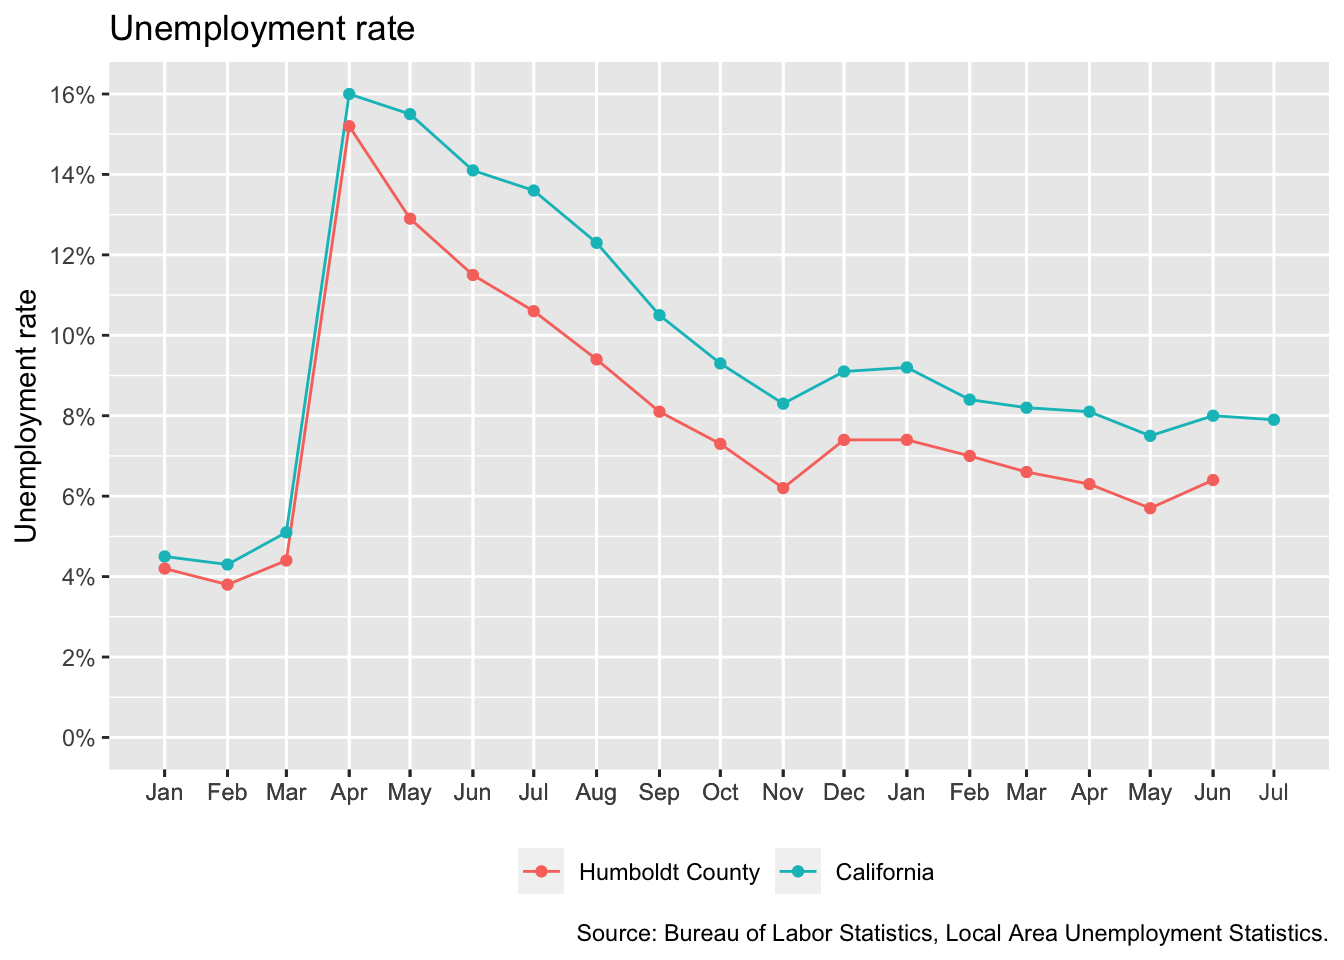 Unemployment rate
Unemployment rate
16%
14%
12%
10%
8%
6%
4%
2%
0%
Jan Feb Mar Apr May Jun Jul Aug Sep Oct Nov Dec Jan Feb Mar Apr May Jun Jul
Humboldt County California
Source: Bureau of Labor Statistics, Local Area Unemployment Statistics.